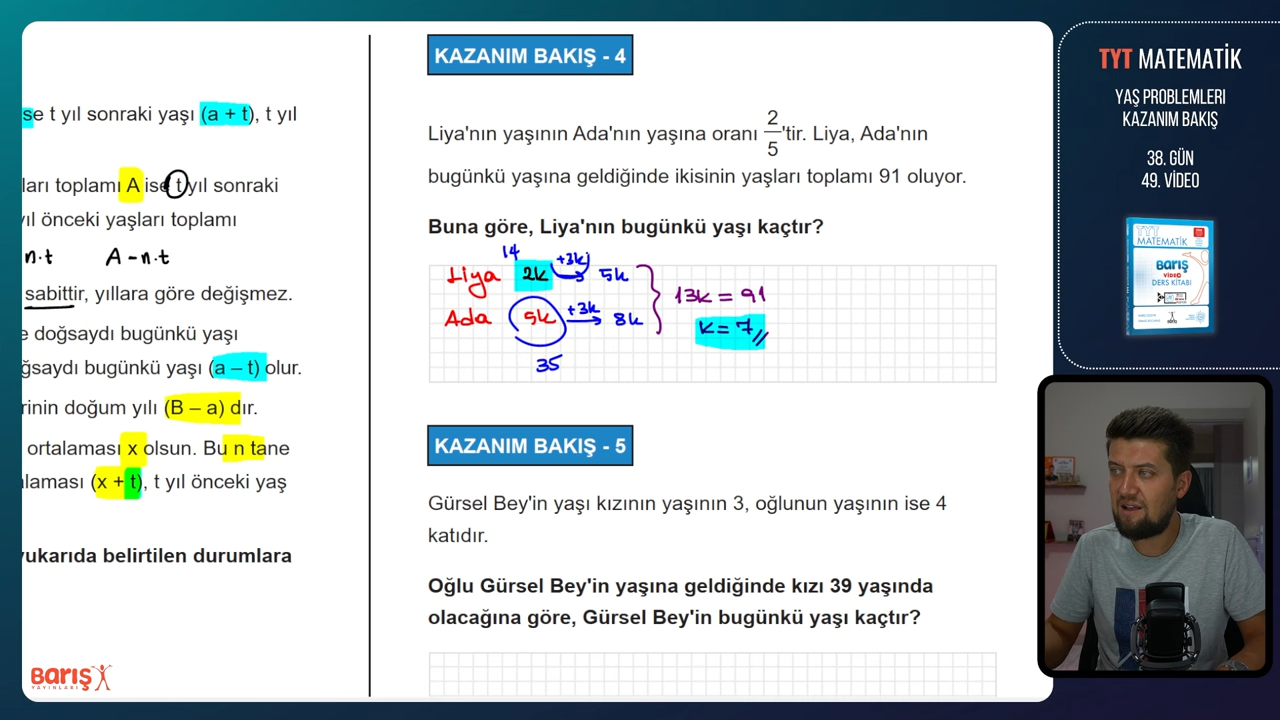 se t yıl sonraki yaşı (a + t), t yıl
ları toplamı A ise t yıl sonraki
yıl önceki yaşları toplamı
n·t A - n·t
sabittir, yıllara göre değişmez.
e doğsaydı bugünkü yaşı
ğsaydı bugünkü yaşı (a – t) olur.
rinin doğum yılı (B – a) dır.
ortalaması x olsun. Bu n tane
alaması (x + t), t yıl önceki yaş
yukarıda belirtilen durumlara
BARIŞ
YAYINLARI
KAZANIM BAKIŞ - 4
Liya'nın yaşının Ada'nın yaşına oranı 2/5'tir. Liya, Ada'nın
bugünkü yaşına geldiğinde ikisinin yaşları toplamı 91 oluyor.
Buna göre, Liya'nın bugünkü yaşı kaçtır?
14 +3k
Liya 2k 5k
13k = 91
Ada 5k +3k 8k
k = 7
35
KAZANIM BAKIŞ - 5
Gürsel Bey'in yaşı kızının yaşının 3, oğlunun yaşının ise 4
katıdır.
Oğlu Gürsel Bey'in yaşına geldiğinde kızı 39 yaşında
olacağına göre, Gürsel Bey'in bugünkü yaşı kaçtır?
TYT MATEMATİK
YAŞ PROBLEMLERI
KAZANIM BAKIŞ
38. GÜN
49. VİDEO
TYT
MATEMATİK
BARIŞ
VİDEO
DERS KİTABI